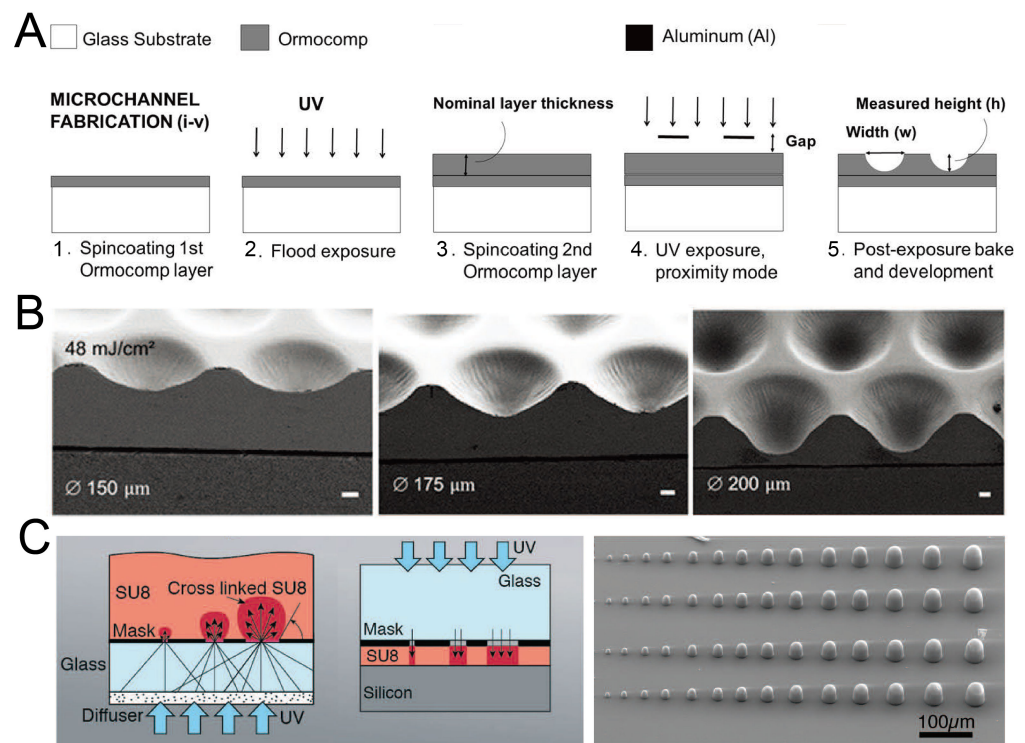 A
Glass Substrate
Ormocomp
Aluminum (Al)
MICROCHANNEL
FABRICATION (i-v)
UV
Nominal layer thickness
Gap
Measured height (h)
Width (w)
1. Spincoating 1st
Ormocomp layer
2. Flood exposure
3. Spincoating 2nd
Ormocomp layer
4. UV exposure,
proximity mode
5. Post-exposure bake
and development
B
48 mJ/cm²
Ø 150 µm
Ø 175 µm
Ø 200 µm
C
SU8
Cross linked SU8
Mask
Glass
Diffuser
UV
UV
Glass
Mask
SU8
Silicon
100µm